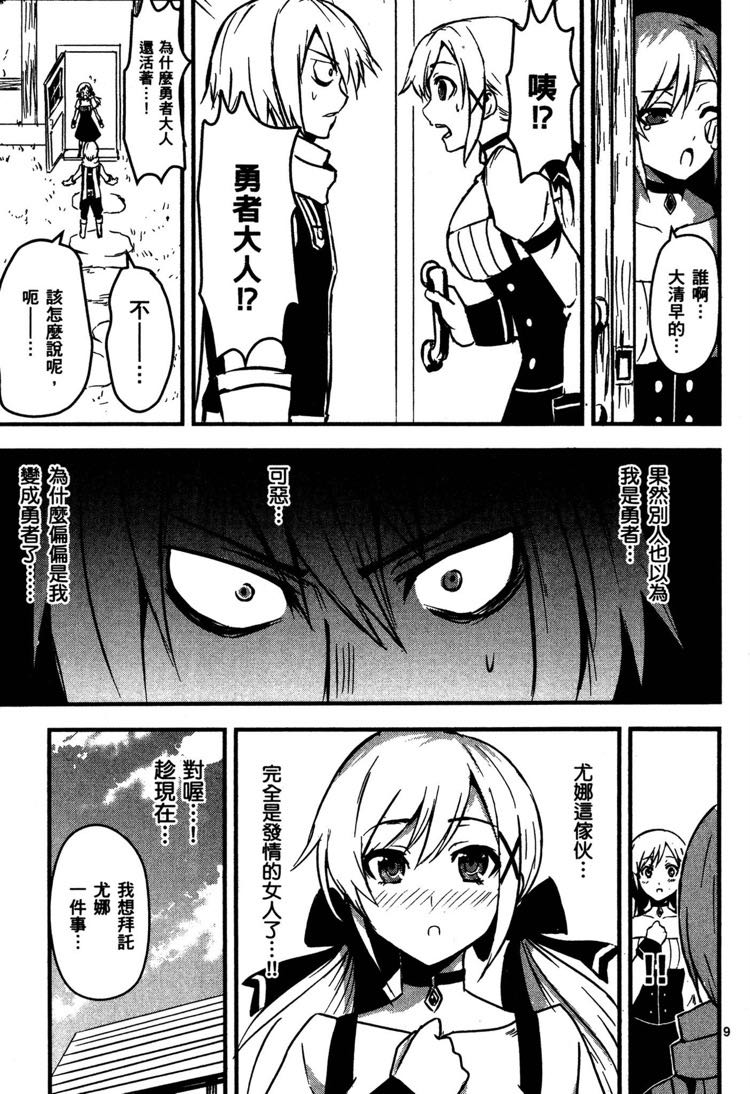 誰啊…
大清早的…
咦!?
勇者大人!?
為什麼勇者大人
還活著…!
不——…
該怎麼說呢，
呃——…
果然別人也以為
我是勇者…
可惡…
為什麼偏偏是我
變成勇者了……
!!
尤娜這傢伙…
完全是發情的女人了…!!
對喔…!
趁現在…
我想拜託
尤娜
一件事…
9